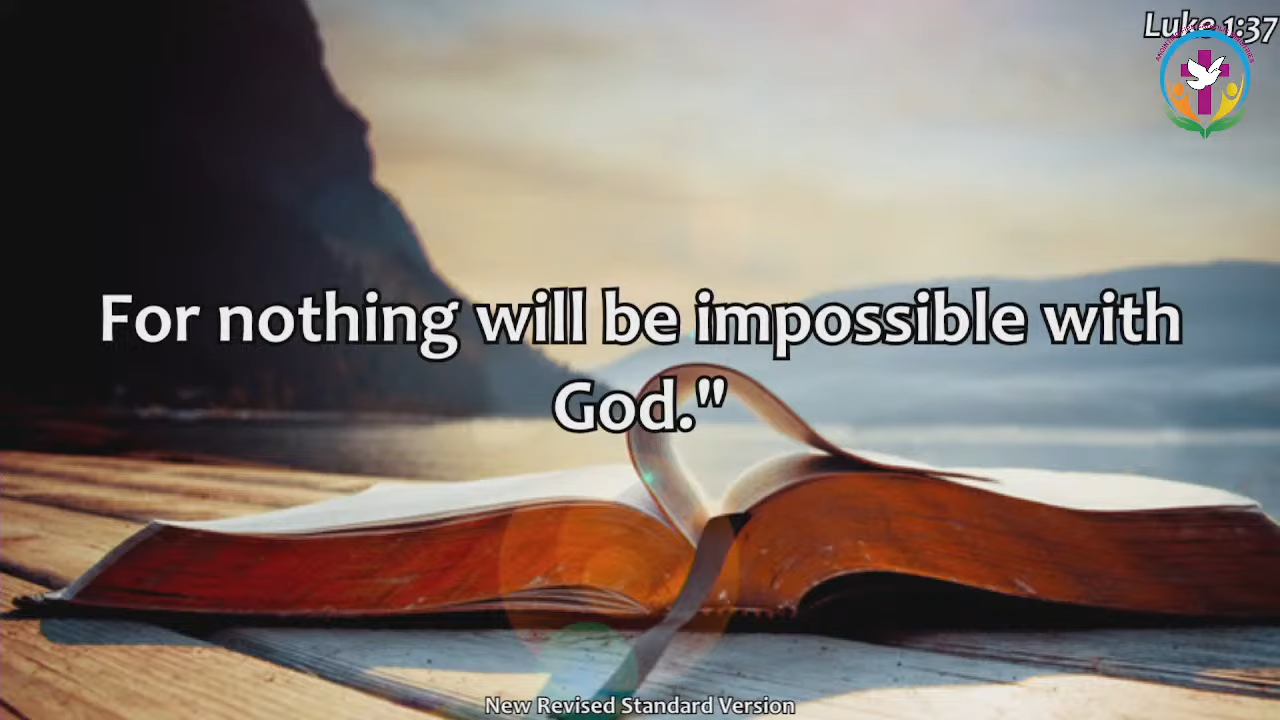 Luke 1:37
For nothing will be impossible with
God."
New Revised Standard Version